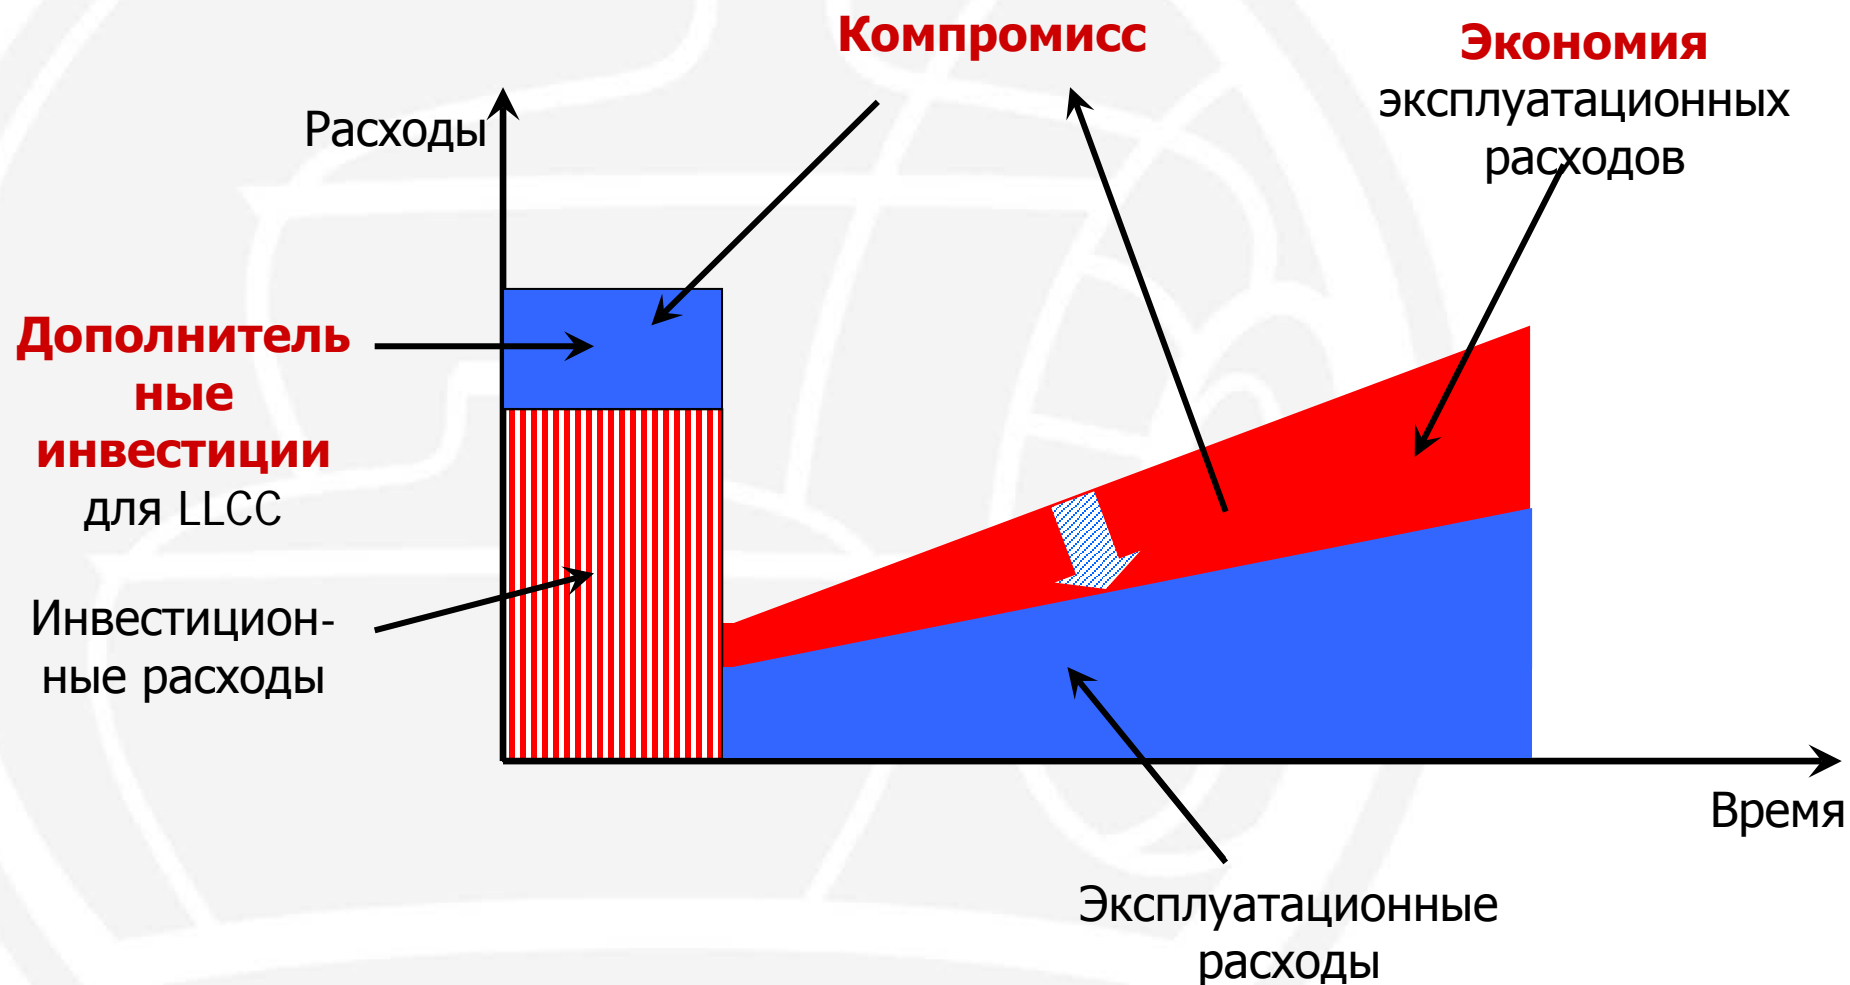 Компромисс
Экономия
эксплуатационных
расходов
Расходы
Дополнитель
ные
инвестиции
для LLCC
Инвестицион-
ные расходы
Время
Эксплуатационные
расходы